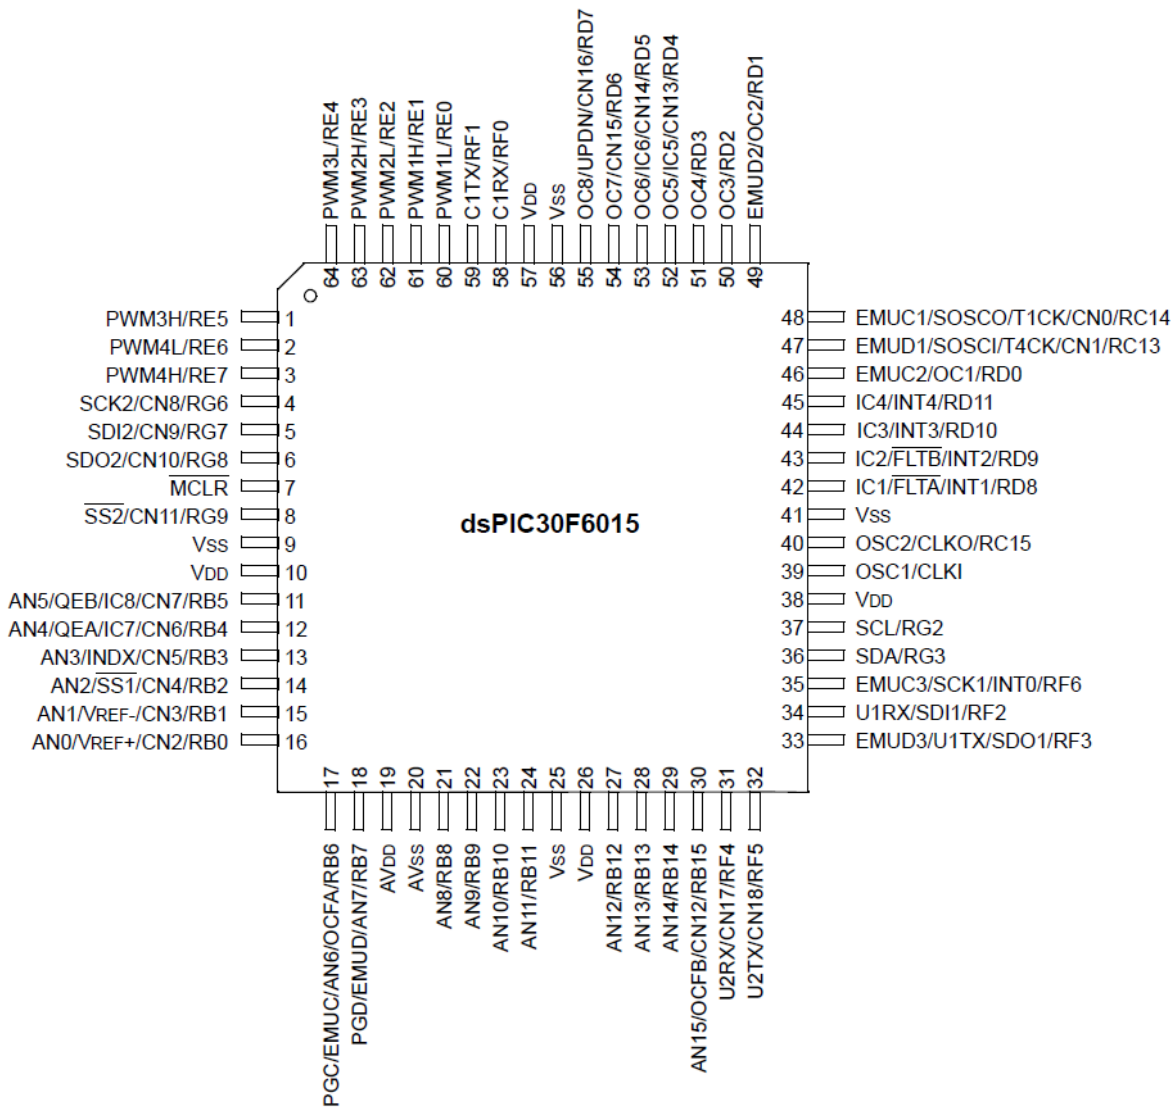 PWM3L/RE4
PWM2H/RE3
PWM2L/RE2
PWM1H/RE1
PWM1L/RE0
C1TX/RF1
C1RX/RF0
VDD
VSS
OC8/UPDN/CN16/RD7
OC7/CN15/RD6
OC6/IC6/CN14/RD5
OC5/IC5/CN13/RD4
OC4/RD3
OC3/RD2
EMUD2/OC2/RD1
64
63
62
61
60
59
58
57
56
55
54
53
52
51
50
49
PWM3H/RE5 1
PWM4L/RE6 2
PWM4H/RE7 3
SCK2/CN8/RG6 4
SDI2/CN9/RG7 5
SDO2/CN10/RG8 6
MCLR 7
SS2/CN11/RG9 8
VSS 9
VDD 10
AN5/QEB/IC8/CN7/RB5 11
AN4/QEA/IC7/CN6/RB4 12
AN3/INDX/CN5/RB3 13
AN2/SS1/CN4/RB2 14
AN1/VREF-/CN3/RB1 15
AN0/VREF+/CN2/RB0 16
dsPIC30F6015
48 EMUC1/SOSCO/T1CK/CN0/RC14
47 EMUD1/SOSCI/T4CK/CN1/RC13
46 EMUC2/OC1/RD0
45 IC4/INT4/RD11
44 IC3/INT3/RD10
43 IC2/FLTB/INT2/RD9
42 IC1/FLTA/INT1/RD8
41 VSS
40 OSC2/CLKO/RC15
39 OSC1/CLKI
38 VDD
37 SCL/RG2
36 SDA/RG3
35 EMUC3/SCK1/INT0/RF6
34 U1RX/SDI1/RF2
33 EMUD3/U1TX/SDO1/RF3
17
18
19
20
21
22
23
24
25
26
27
28
29
30
31
32
PGC/EMUC/AN6/OCFA/RB6
PGD/EMUD/AN7/RB7
AVDD
AVSS
AN8/RB8
AN9/RB9
AN10/RB10
AN11/RB11
VSS
VDD
AN12/RB12
AN13/RB13
AN14/RB14
AN15/OCFB/CN12/RB15
U2RX/CN17/RF4
U2TX/CN18/RF5